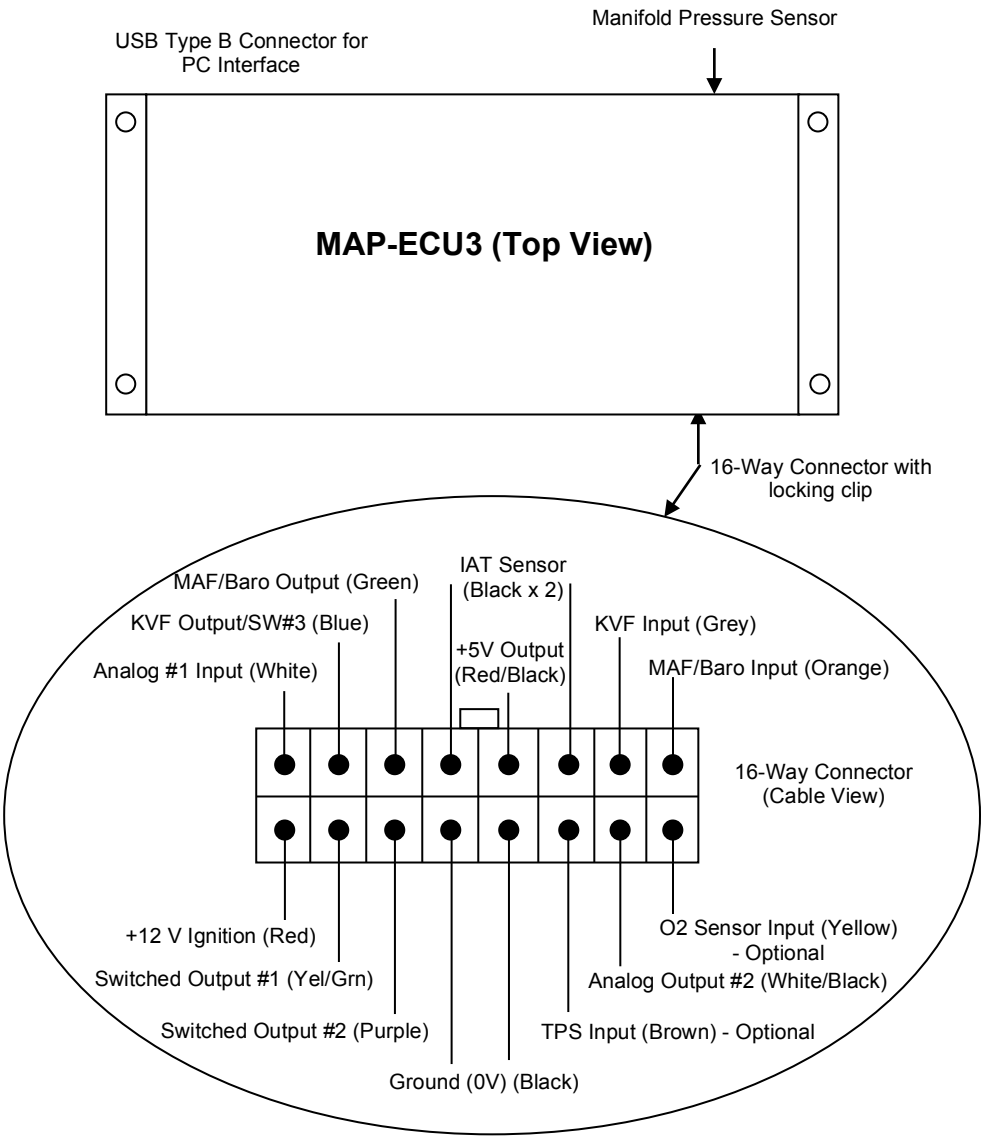 Manifold Pressure Sensor
USB Type B Connector for
PC Interface
MAP-ECU3 (Top View)
16-Way Connector with
locking clip
IAT Sensor
(Black x 2)
MAF/Baro Output (Green)
KVF Output/SW#3 (Blue)
KVF Input (Grey)
+5V Output
(Red/Black)
Analog #1 Input (White)
MAF/Baro Input (Orange)
16-Way Connector
(Cable View)
+12 V Ignition (Red)
O2 Sensor Input (Yellow)
- Optional
Switched Output #1 (Yel/Grn)
Analog Output #2 (White/Black)
Switched Output #2 (Purple)
TPS Input (Brown) - Optional
Ground (0V) (Black)